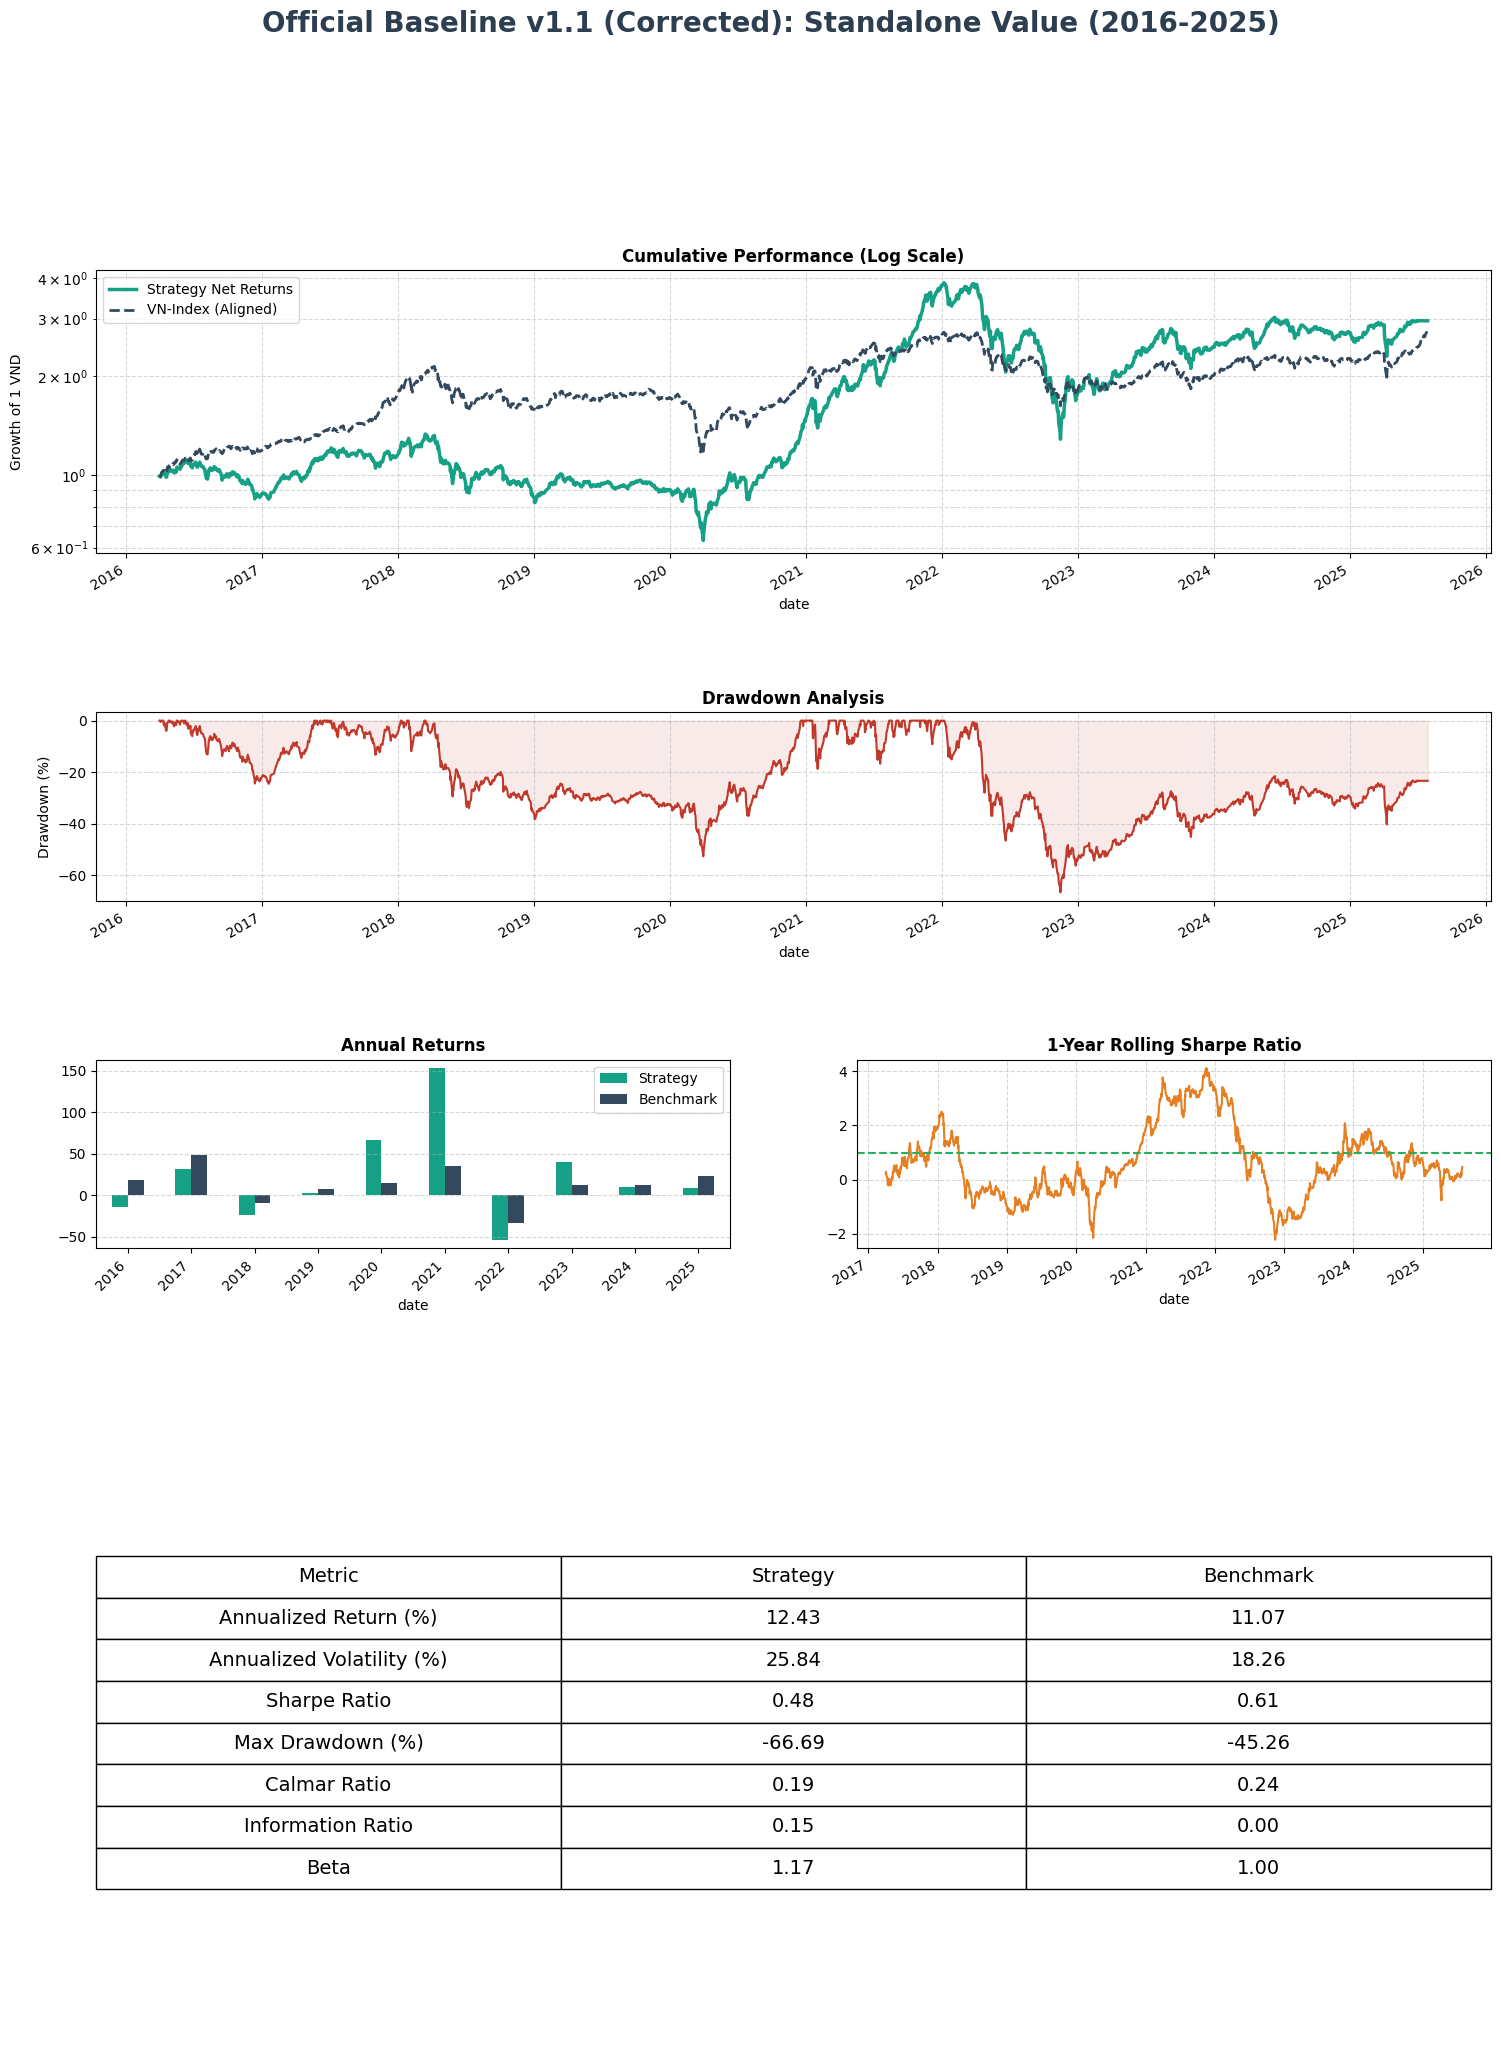 Official Baseline v1.1 (Corrected): Standalone Value (2016-2025)
Cumulative Performance (Log Scale)
Growth of 1 VND
4 × 10⁰
3 × 10⁰
2 × 10⁰
10⁰
6 × 10⁻¹
Strategy Net Returns
VN-Index (Aligned)
2016 2017 2018 2019 2020 2021 2022 2023 2024 2025 2026
date
Drawdown Analysis
Drawdown (%)
0
−20
−40
−60
2016 2017 2018 2019 2020 2021 2022 2023 2024 2025 2026
date
Annual Returns
150
100
50
0
−50
Strategy
Benchmark
2016 2017 2018 2019 2020 2021 2022 2023 2024 2025
date
1-Year Rolling Sharpe Ratio
4
2
0
−2
2017 2018 2019 2020 2021 2022 2023 2024 2025
date
Metric Strategy Benchmark
Annualized Return (%) 12.43 11.07
Annualized Volatility (%) 25.84 18.26
Sharpe Ratio 0.48 0.61
Max Drawdown (%) -66.69 -45.26
Calmar Ratio 0.19 0.24
Information Ratio 0.15 0.00
Beta 1.17 1.00